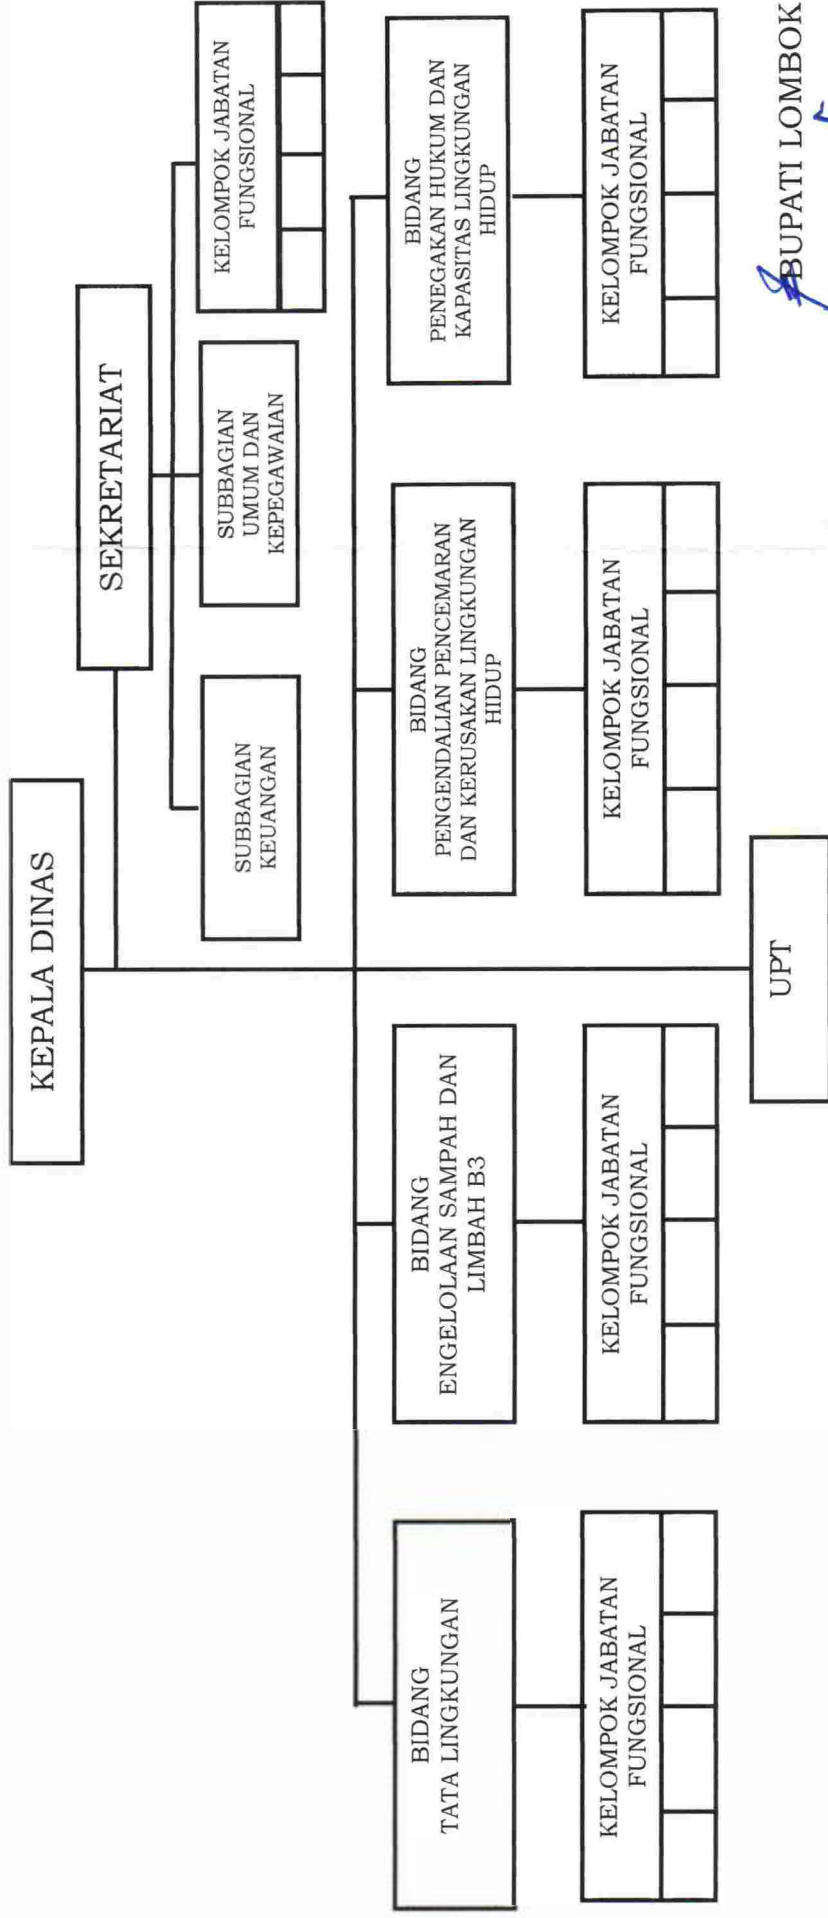 KEPALA DINAS
SEKRETARIAT
SUBBAGIAN
KEUANGAN
SUBBAGIAN
UMUM DAN
KEPEGAWAIAN
KELOMPOK JABATAN
FUNGSIONAL
BIDANG
TATA LINGKUNGAN
BIDANG
ENGELOLAAN SAMPAH DAN
LIMBAH B3
BIDANG
PENGENDALIAN PENCEMARAN
DAN KERUSAKAN LINGKUNGAN
HIDUP
BIDANG
PENEGAKAN HUKUM DAN
KAPASITAS LINGKUNGAN
HIDUP
KELOMPOK JABATAN
FUNGSIONAL
KELOMPOK JABATAN
FUNGSIONAL
KELOMPOK JABATAN
FUNGSIONAL
KELOMPOK JABATAN
FUNGSIONAL
UPT
BUPATI LOMBOK